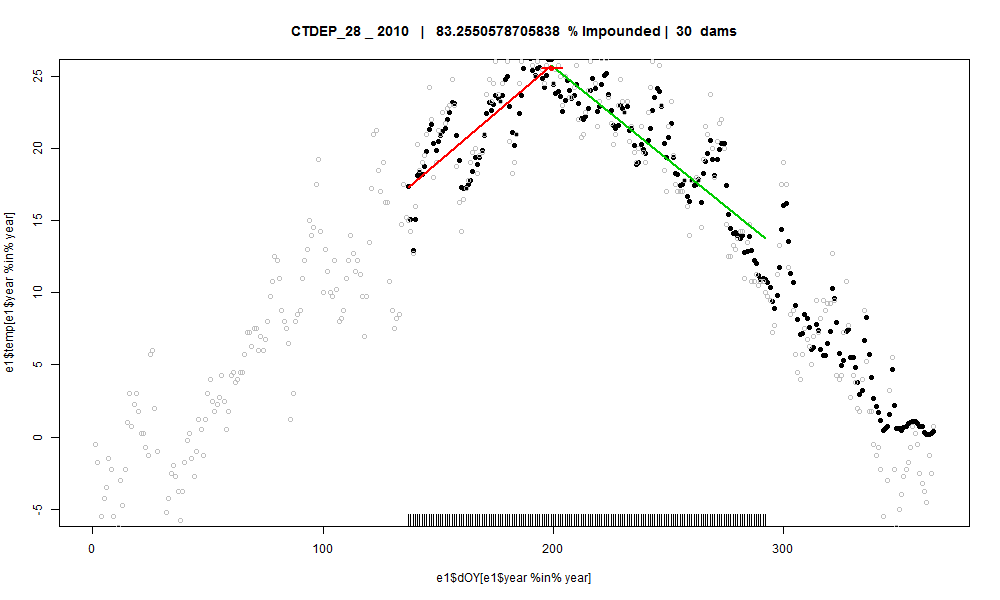 CTDEP_28 _ 2010 | 83.2550578705838 % Impounded | 30 dams
e1$temp[e1$year %in% year]
25
20
15
10
5
0
-5
0 100 200 300
e1$dOY[e1$year %in% year]